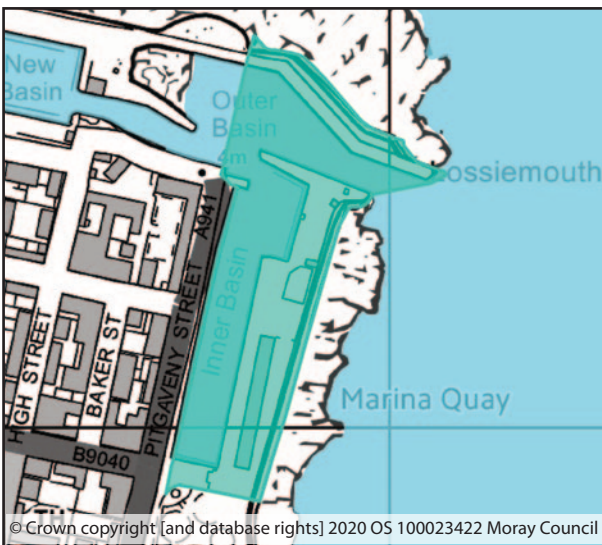 New
Basin
Outer
Basin
4m
ossiemouth
A941
PITGAVENY STREET
Inner Basin
HIGH STREET
BAKER ST
Marina Quay
B9040
© Crown copyright [and database rights] 2020 OS 100023422 Moray Council